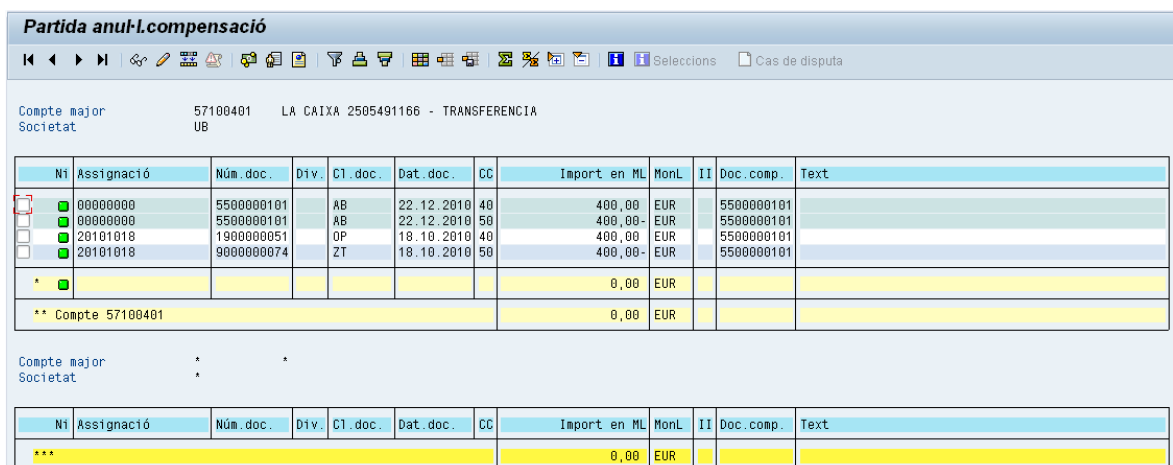 Partida anul·l.compensació
Seleccions Cas de disputa
Compte major 57100401 LA CAIXA 2505491166 - TRANSFERENCIA
Societat UB
Ni Assignació Núm.doc. Div. Cl.doc. Dat.doc. CC Import en ML MonL II Doc.comp. Text
00000000 5500000101 AB 22.12.2010 40 400,00 EUR 5500000101
00000000 5500000101 AB 22.12.2010 50 400,00- EUR 5500000101
20101018 1900000051 OP 18.10.2010 40 400,00 EUR 5500000101
20101018 9000000074 ZT 18.10.2010 50 400,00- EUR 5500000101
* 0,00 EUR
** Compte 57100401 0,00 EUR
Compte major * *
Societat *
Ni Assignació Núm.doc. Div. Cl.doc. Dat.doc. CC Import en ML MonL II Doc.comp. Text
*** 0,00 EUR